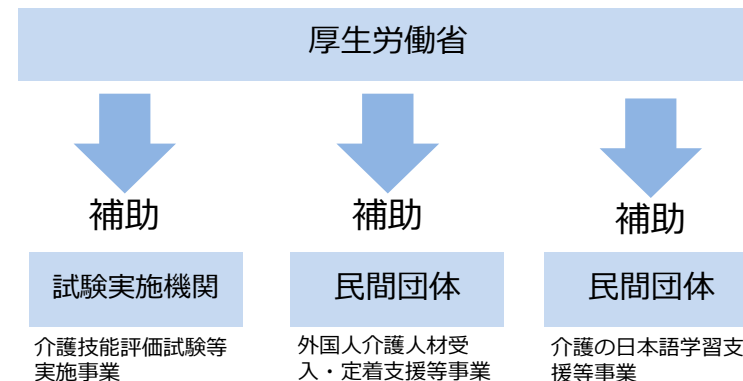 厚生労働省
補助
補助
補助
試験実施機関
民間団体
民間団体
介護技能評価試験等
実施事業
外国人介護人材受
入・定着支援等事業
介護の日本語学習支
援等事業